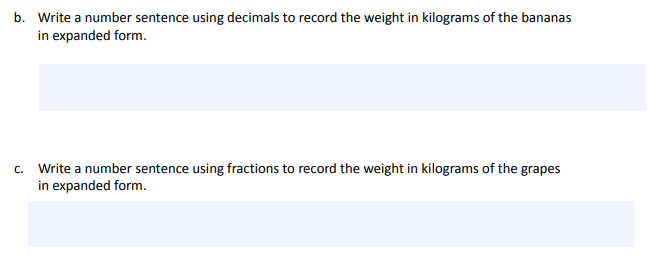 b. Write a number sentence using decimals to record the weight in kilograms of the bananas
in expanded form.
c. Write a number sentence using fractions to record the weight in kilograms of the grapes
in expanded form.